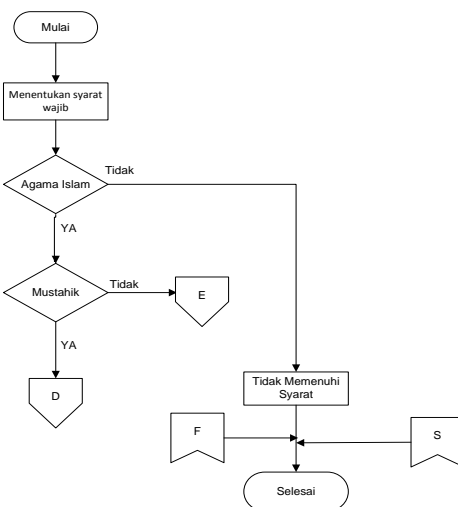 Mulai
Menentukan syarat
wajib
Agama Islam
Tidak
YA
Mustahik
Tidak
E
YA
D
Tidak Memenuhi
Syarat
F
S
Selesai